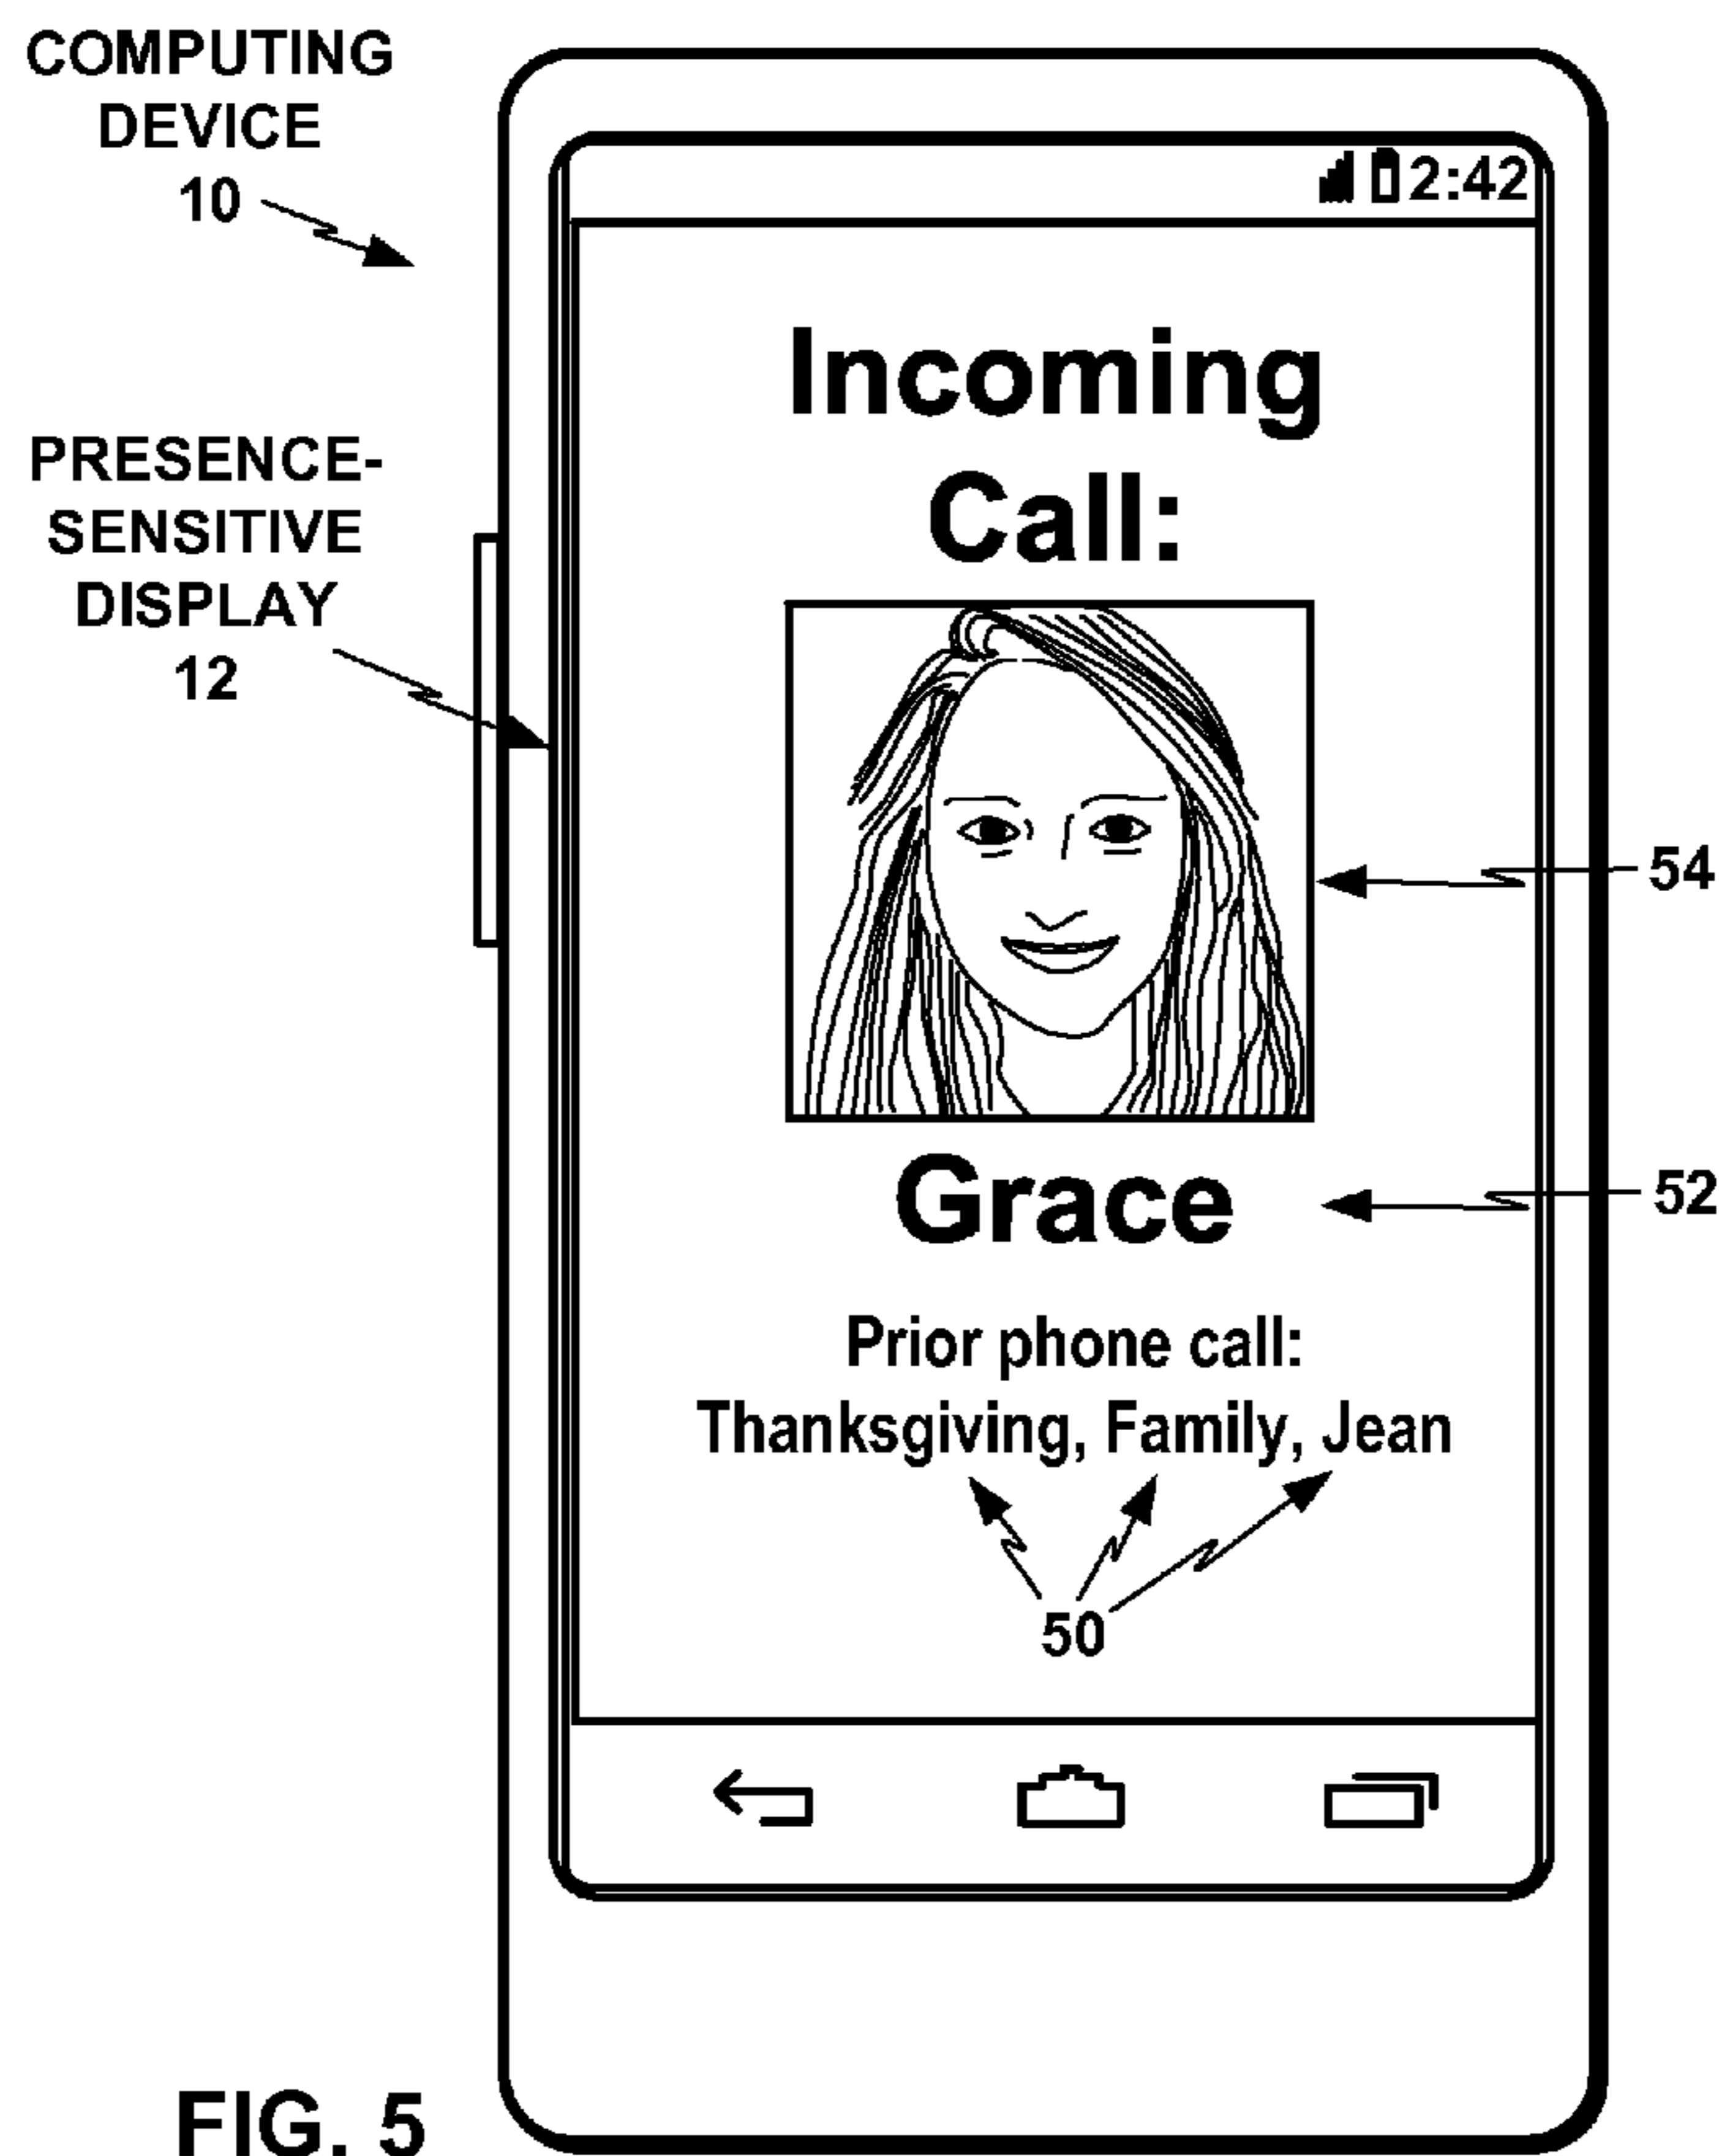 COMPUTING
DEVICE
10
2:42
Incoming
Call:
PRESENCE-
SENSITIVE
DISPLAY
12
54
Grace
52
Prior phone call:
Thanksgiving, Family, Jean
50
FIG. 5